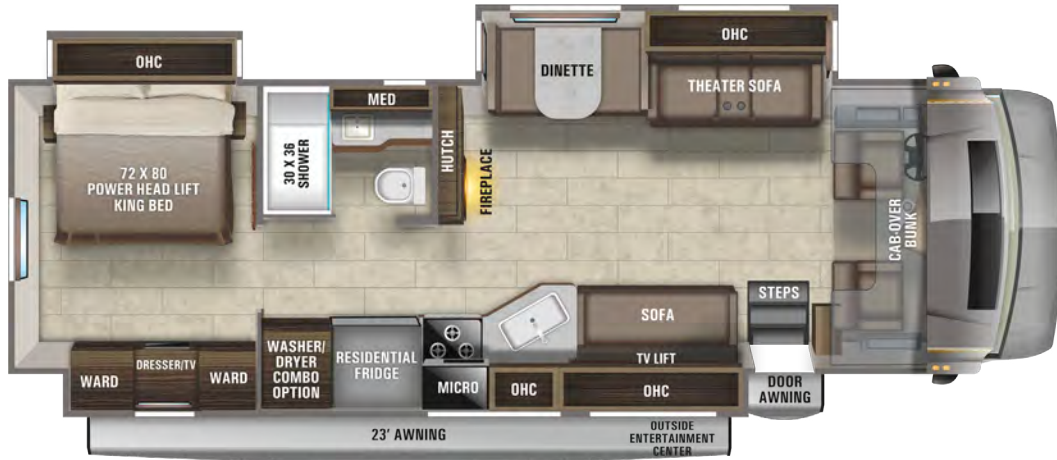 OHC
OHC
DINETTE
THEATER SOFA
MED
30 X 36
SHOWER
HUTCH
FIREPLACE
72 X 80
POWER HEAD LIFT
KING BED
CAB-OVER
BUNK
STEPS
SOFA
TV LIFT
WARD
DRESSER/TV
WARD
WASHER/
DRYER
COMBO
OPTION
RESIDENTIAL
FRIDGE
MICRO
OHC
OHC
DOOR
AWNING
23' AWNING
OUTSIDE
ENTERTAINMENT
CENTER